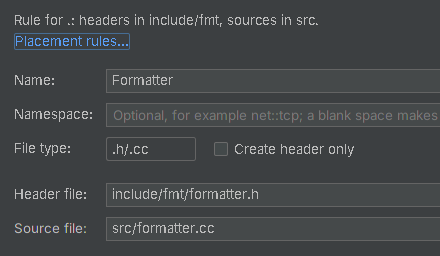 Rule for .: headers in include/fmt, sources in src.
Placement rules...
Name: Formatter
Namespace: Optional, for example net::tcp; a blank space makes
File type: .h/.cc Create header only
Header file: include/fmt/formatter.h
Source file: src/formatter.cc